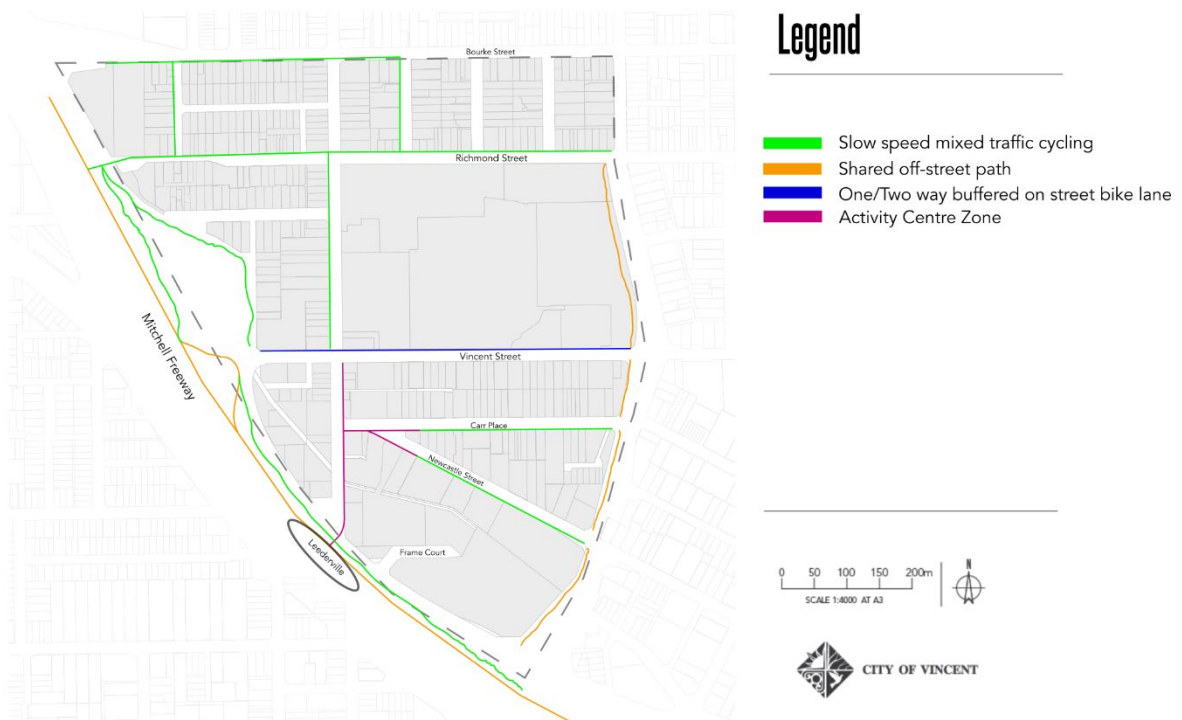 Bourke Street
Richmond Street
Mitchell Freeway
Vincent Street
Carr Place
Newcastle Street
Frame Court
Leederville
Legend
Slow speed mixed traffic cycling
Shared off-street path
One/Two way buffered on street bike lane
Activity Centre Zone
0 50 100 150 200m
SCALE 1:4000 AT A3
N
CITY OF VINCENT